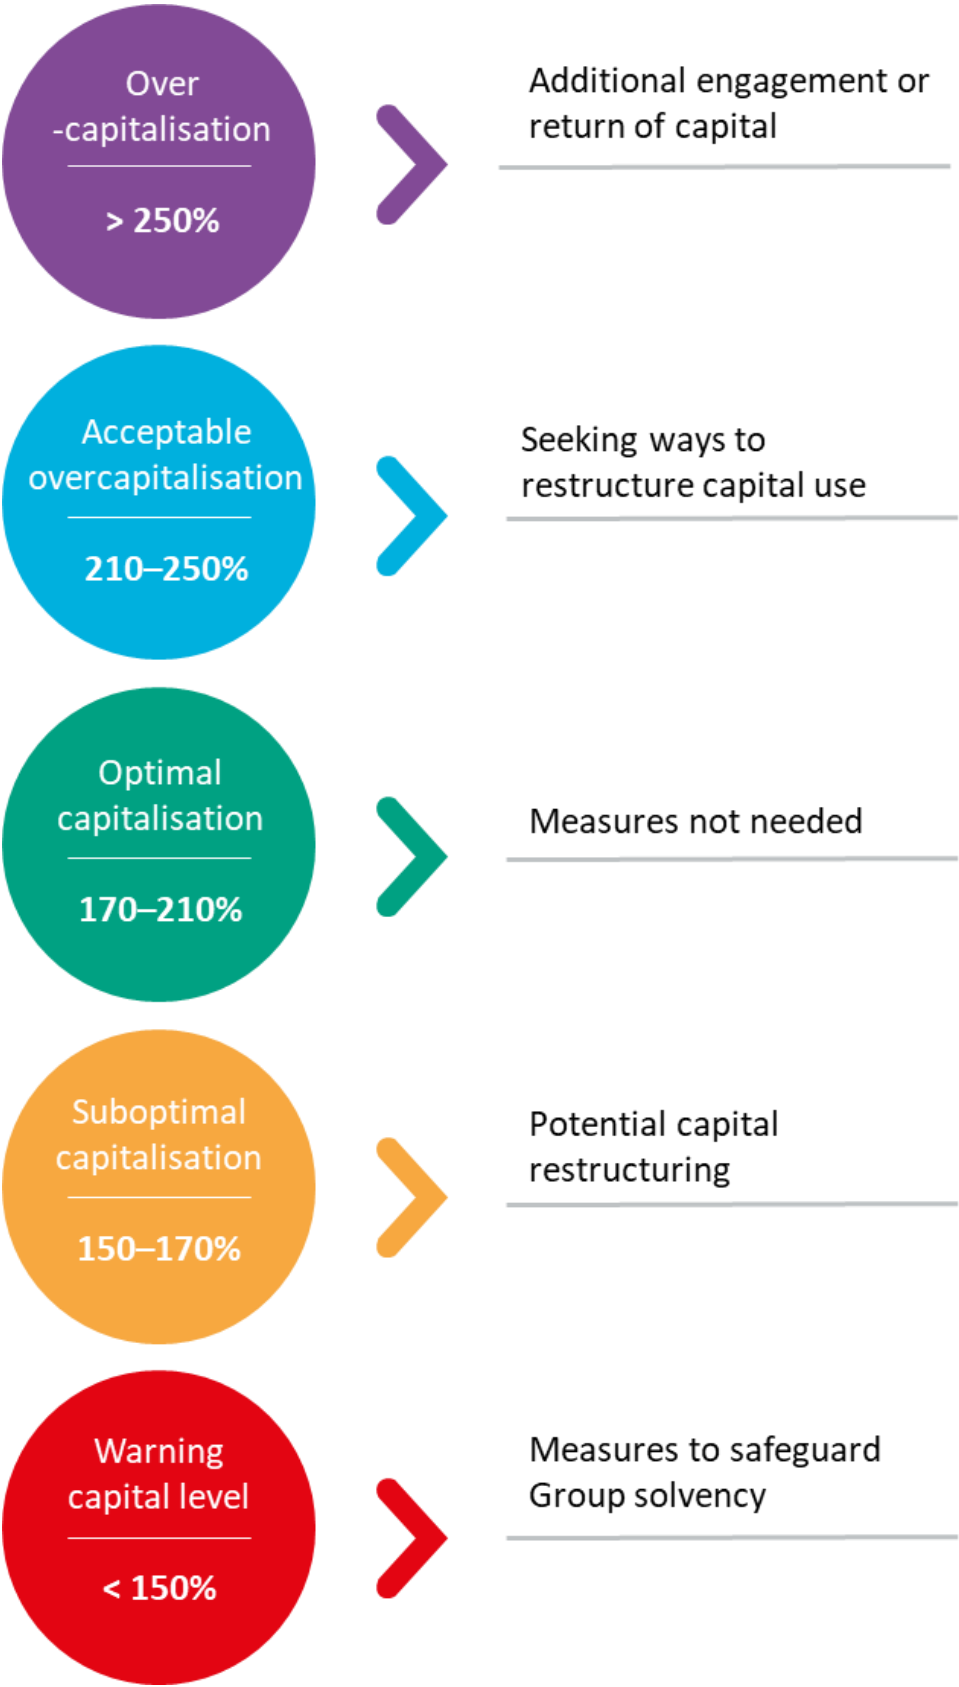 Over
-capitalisation
> 250%
Additional engagement or
return of capital
Acceptable
overcapitalisation
210–250%
Seeking ways to
restructure capital use
Optimal
capitalisation
170–210%
Measures not needed
Suboptimal
capitalisation
150–170%
Potential capital
restructuring
Warning
capital level
< 150%
Measures to safeguard
Group solvency